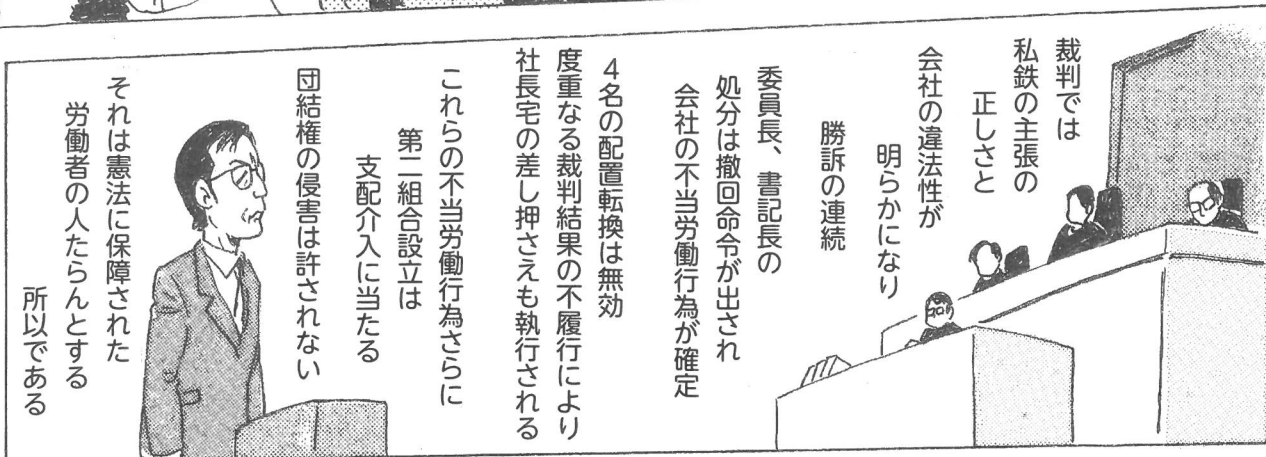 裁判では
私鉄の主張の
正しさと
会社の違法性が
明らかになり
勝訴の連続
委員長、書記長の
処分は撤回命令が出され
会社の不当労働行為が確定
4名の配置転換は無効
度重なる裁判結果の不履行により
社長宅の差し押さえも執行される
これらの不当労働行為さらに
第二組合設立は
支配介入に当たる
団結権の侵害は許されない
それは憲法に保障された
労働者の人たらんとする
所以である